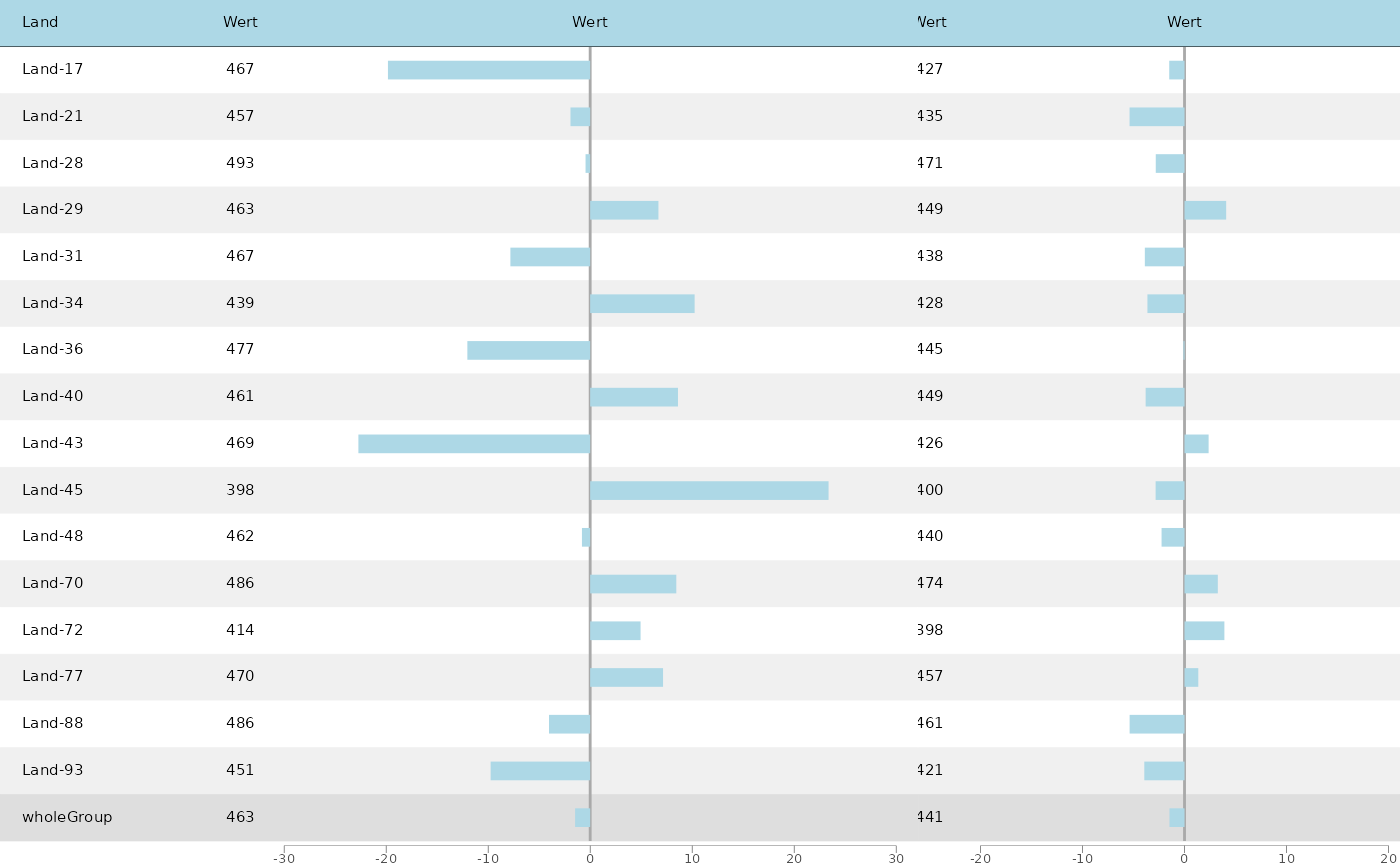 Land Wert Wert Wert Wert
Land-17 467 427
Land-21 457 435
Land-28 493 471
Land-29 463 449
Land-31 467 438
Land-34 439 428
Land-36 477 445
Land-40 461 449
Land-43 469 426
Land-45 398 400
Land-48 462 440
Land-70 486 474
Land-72 414 398
Land-77 470 457
Land-88 486 461
Land-93 451 421
wholeGroup 463 441
-30 -20 -10 0 10 20 30 -20 -10 0 10 20